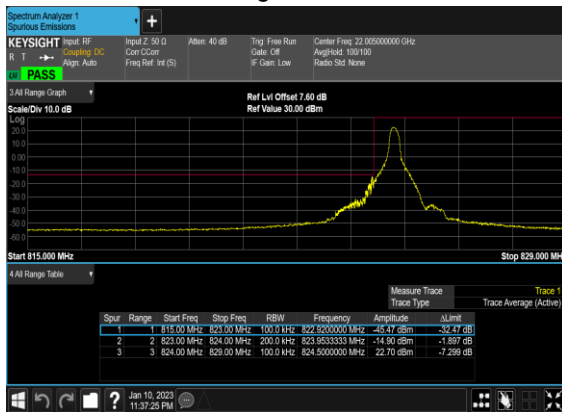 Spectrum Analyzer 1
Spurious Emissions
KEYSIGHT Input: RF Input Z: 50 Ω Atten: 40 dB Trig: Free Run Center Freq: 22.005000000 GHz
R T Coupling: DC Corr CCorr Gate: Off Avg|Hold: 100/100
Align: Auto Freq Ref: Int (S) IF Gain: Low Radio Std: None
PASS
3 All Range Graph
Ref Lvl Offset 7.60 dB
Scale/Div 10.0 dB Ref Value 30.00 dBm
Log
20.0
10.0
0.00
-10.0
-20.0
-30.0
-40.0
-50.0
-60.0
Start 815.000 MHz Stop 829.000 MH
4 All Range Table
Measure Trace Trace 1
Trace Type Trace Average (Active)
Spur Range Start Freq Stop Freq RBW Frequency Amplitude ΔLimit
1 1 815.00 MHz 823.00 MHz 100.0 kHz 822.9200000 MHz -45.47 dBm -32.47 dB
2 2 823.00 MHz 824.00 MHz 200.0 kHz 823.9533333 MHz -14.90 dBm -1.897 dB
3 3 824.00 MHz 829.00 MHz 100.0 kHz 824.5000000 MHz 22.70 dBm -7.299 dB
? Jan 10, 2023
11:37:25 PM